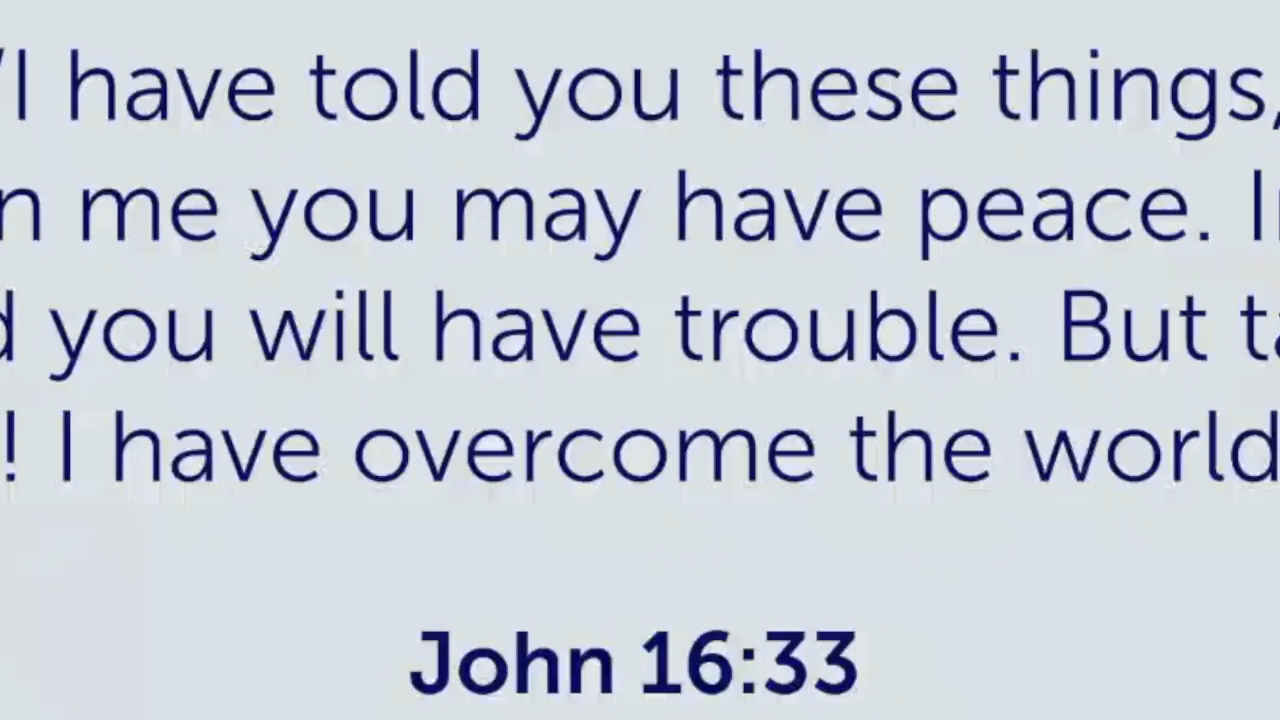 "I have told you these things,
n me you may have peace. I
d you will have trouble. But ta
! I have overcome the world
John 16:33